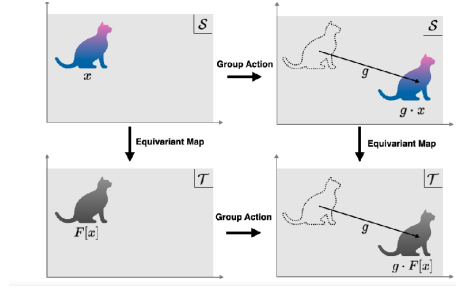 𝒮
x
Group Action
𝒮
g
g · x
Equivariant Map
Equivariant Map
𝒯
F[x]
Group Action
𝒯
g
g · F[x]